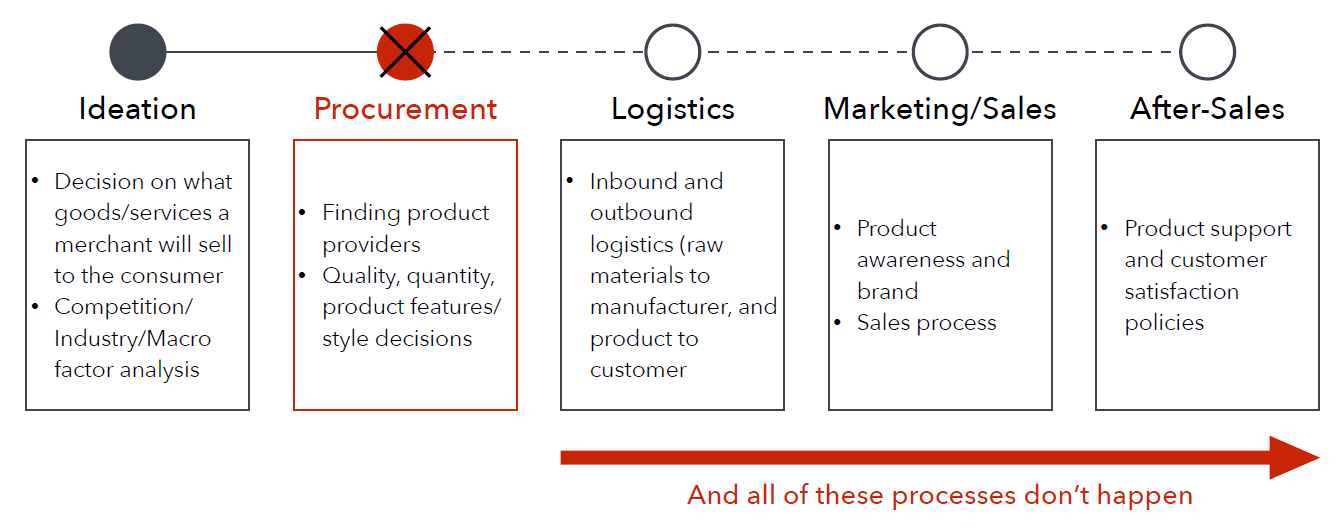 Ideation
Procurement
Logistics
Marketing/Sales
After-Sales
• Decision on what
goods/services a
merchant will sell
to the consumer
• Competition/
Industry/Macro
factor analysis
• Finding product
providers
• Quality, quantity,
product features/
style decisions
• Inbound and
outbound
logistics (raw
materials to
manufacturer, and
product to
customer
• Product
awareness and
brand
• Sales process
• Product support
and customer
satisfaction
policies
And all of these processes don’t happen